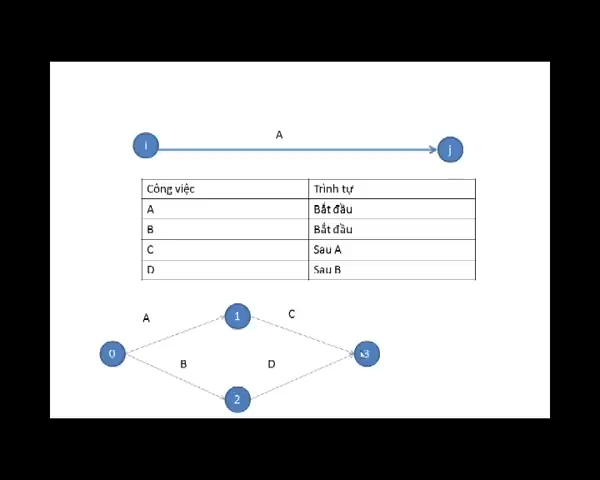 A
i
j
Công việc Trình tự
A Bắt đầu
B Bắt đầu
C Sau A
D Sau B
A
1
C
0
3
B
D
2